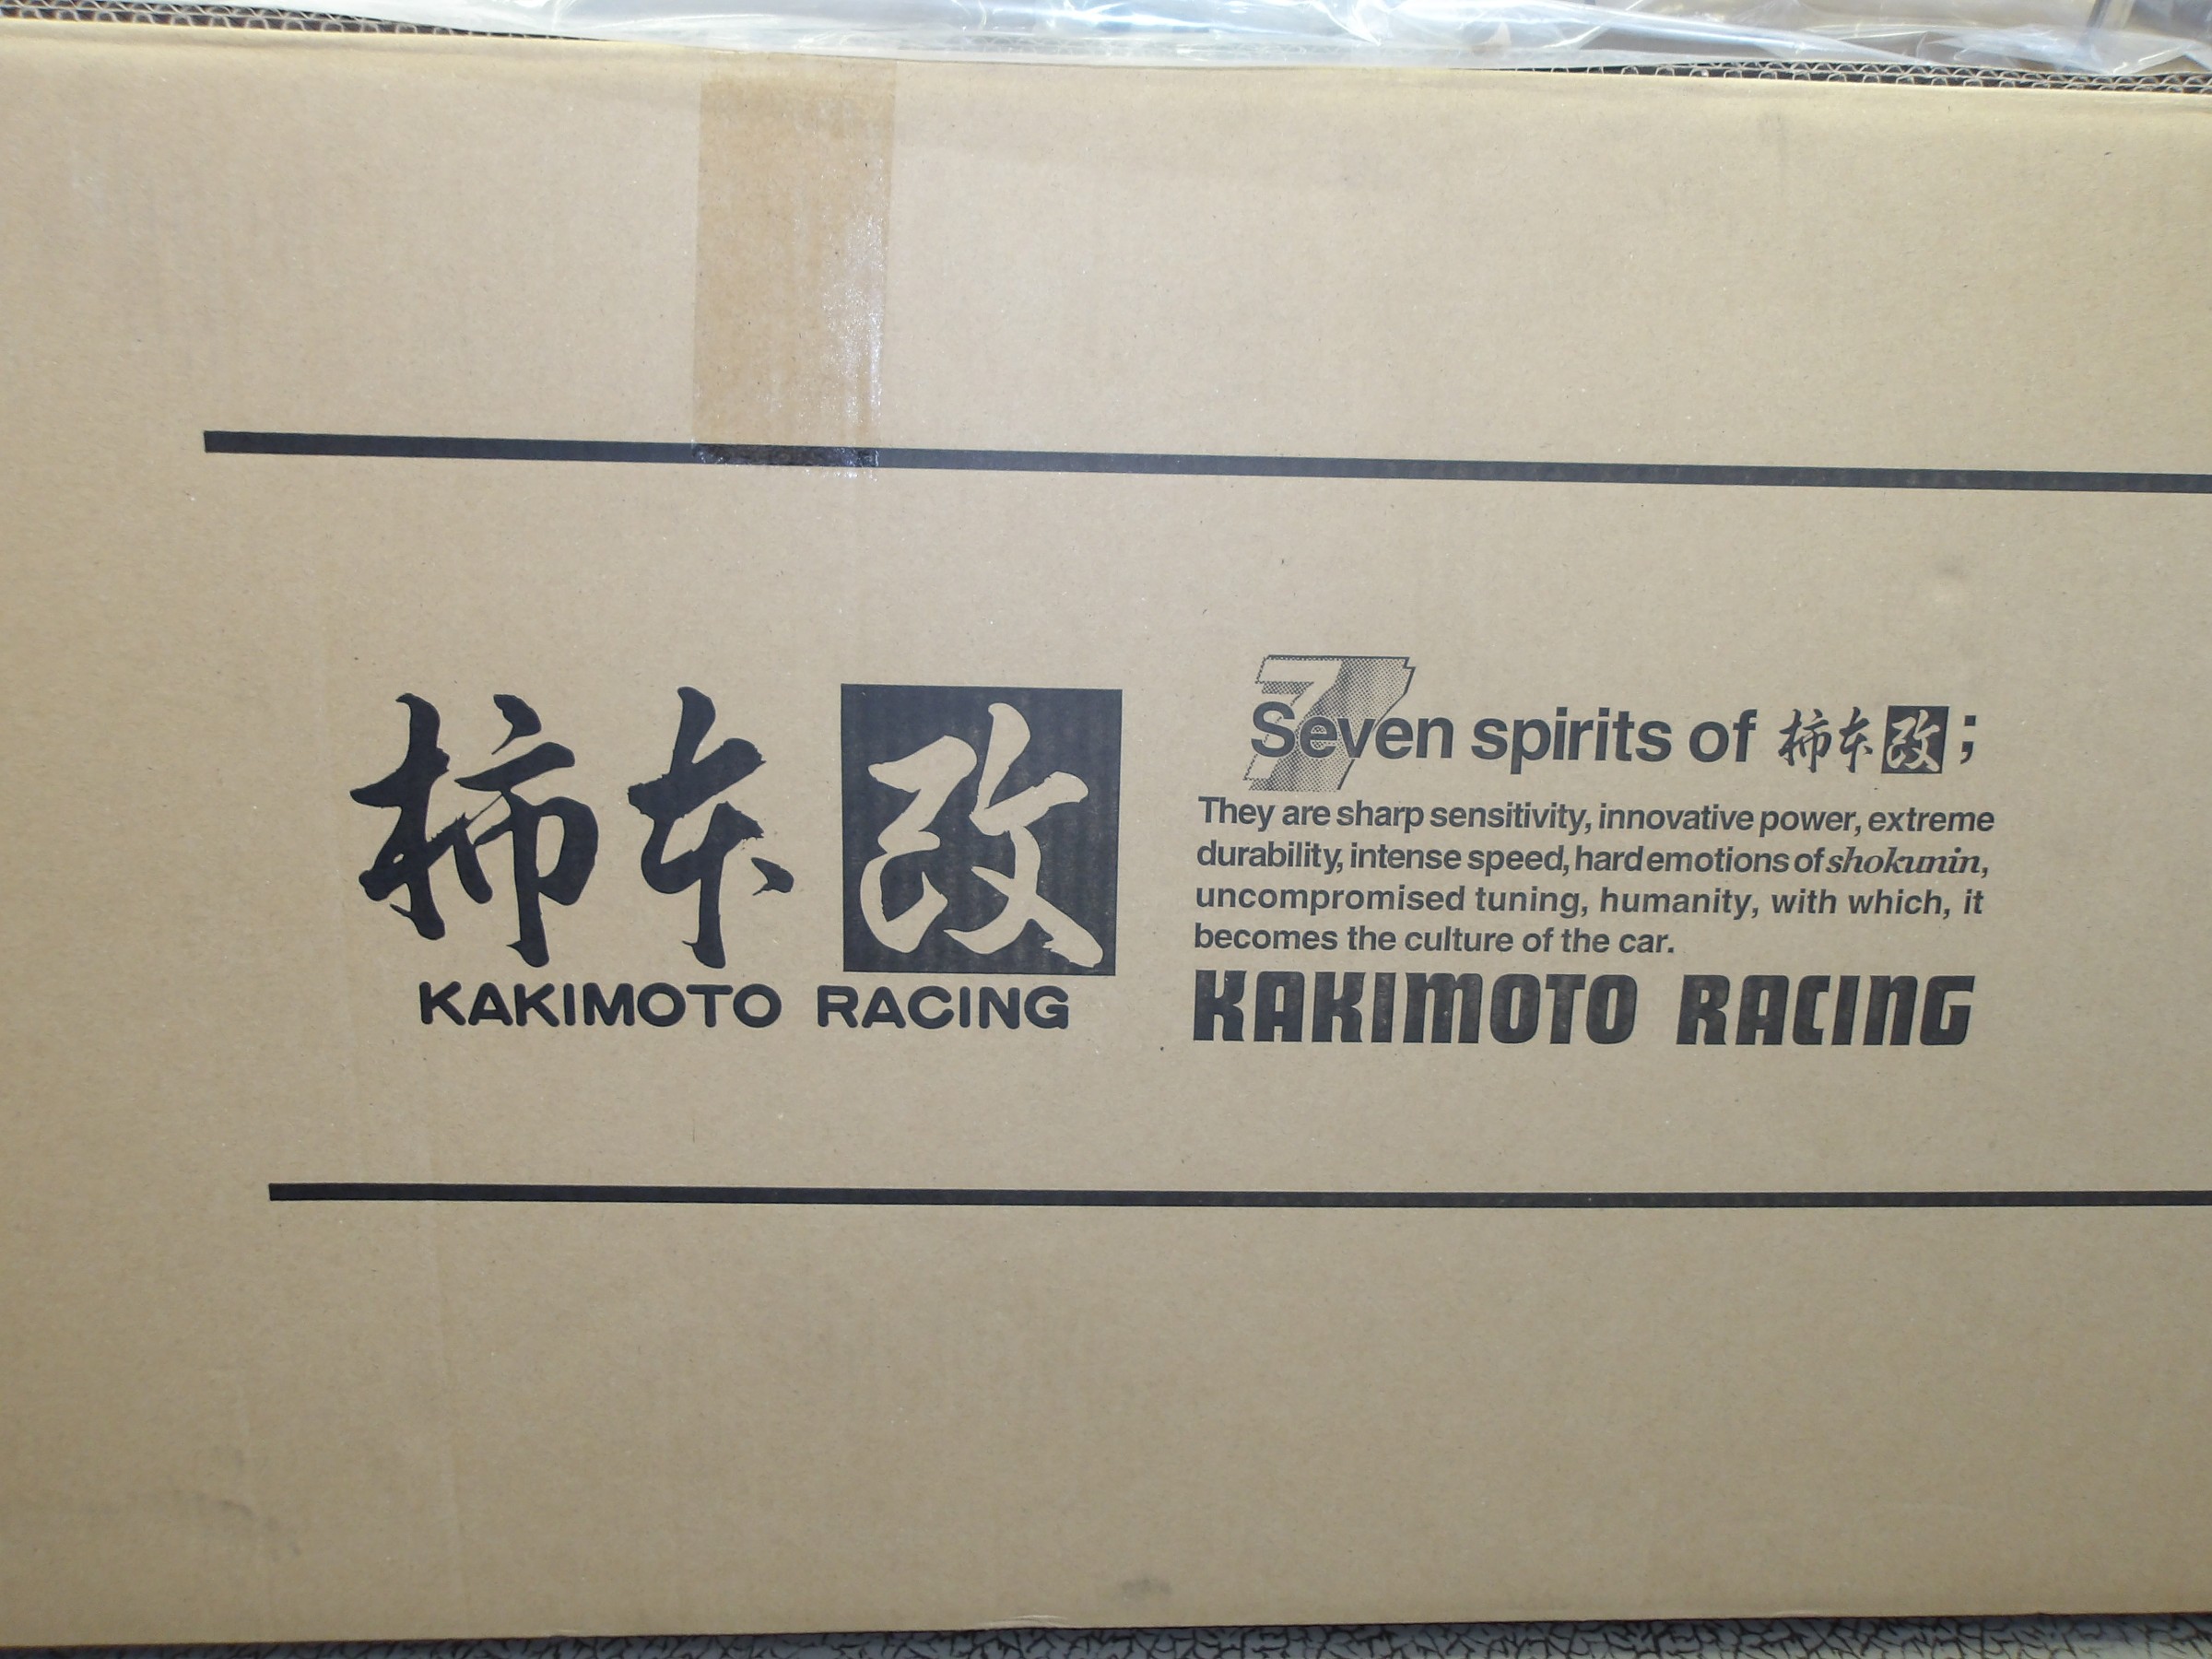 柿本改
KAKIMOTO RACING
7
Seven spirits of 柿本改;
They are sharp sensitivity, innovative power, extreme
durability, intense speed, hard emotions of shokunin,
uncompromised tuning, humanity, with which, it
becomes the culture of the car.
KAKIMOTO RACING